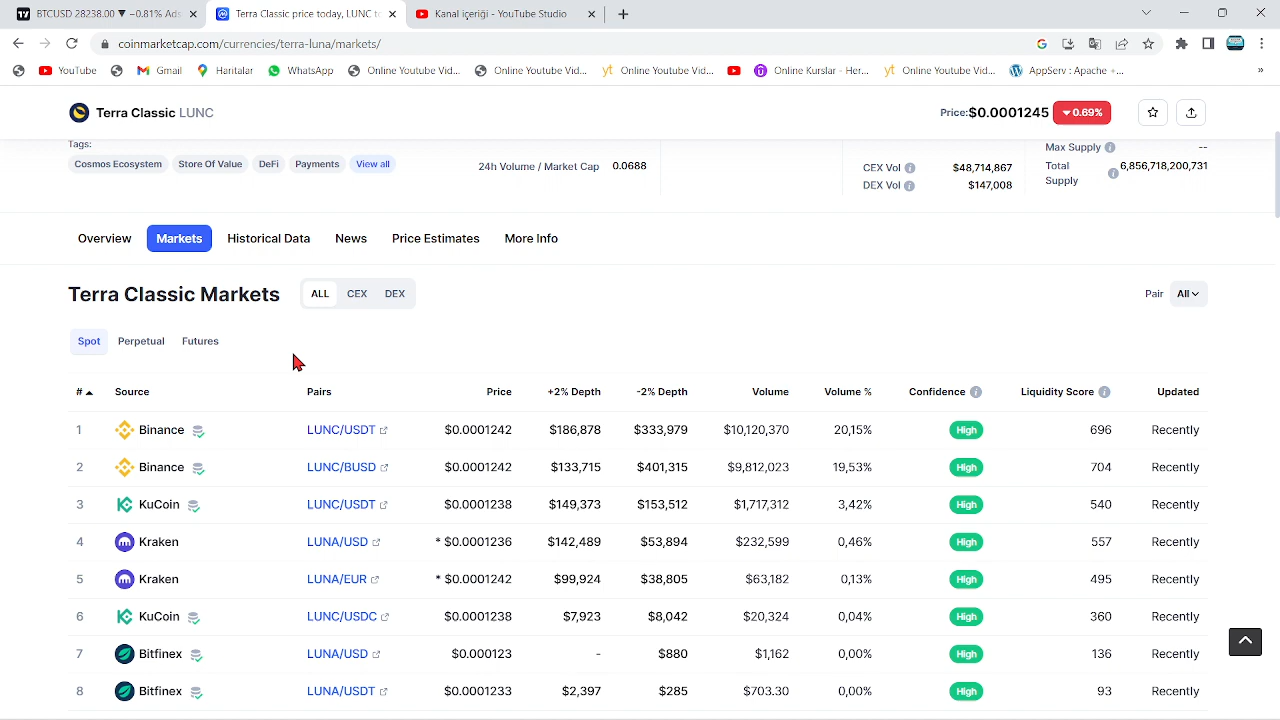 BTCUSD 28238.00 ▼ −0.81% Ads
Terra Classic price today, LUNC to
Kanal içeriği - YouTube Studio
coinmarketcap.com/currencies/terra-luna/markets/
YouTube Gmail Haritalar WhatsApp Online Youtube Vid... Online Youtube Vid... Online Youtube Vid... Online Kurslar - Her... Online Youtube Vid... AppServ : Apache +... »
Terra Classic LUNC Price:$0.0001245 ▼0.69%
Tags:
Cosmos Ecosystem Store Of Value DeFi Payments View all
24h Volume / Market Cap 0.0688
CEX Vol $48,714,867
DEX Vol $147,008
Max Supply --
Total Supply 6,856,718,200,731
Overview Markets Historical Data News Price Estimates More Info
Terra Classic Markets ALL CEX DEX Pair All
Spot Perpetual Futures
# Source Pairs Price +2% Depth -2% Depth Volume Volume % Confidence Liquidity Score Updated
1 Binance LUNC/USDT $0.0001242 $186,878 $333,979 $10,120,370 20,15% High 696 Recently
2 Binance LUNC/BUSD $0.0001242 $133,715 $401,315 $9,812,023 19,53% High 704 Recently
3 KuCoin LUNC/USDT $0.0001238 $149,373 $153,512 $1,717,312 3,42% High 540 Recently
4 Kraken LUNA/USD * $0.0001236 $142,489 $53,894 $232,599 0,46% High 557 Recently
5 Kraken LUNA/EUR * $0.0001242 $99,924 $38,805 $63,182 0,13% High 495 Recently
6 KuCoin LUNC/USDC $0.0001238 $7,923 $8,042 $20,324 0,04% High 360 Recently
7 Bitfinex LUNA/USD $0.000123 - $880 $1,162 0,00% High 136 Recently
8 Bitfinex LUNA/USDT $0.0001233 $2,397 $285 $703.30 0,00% High 93 Recently